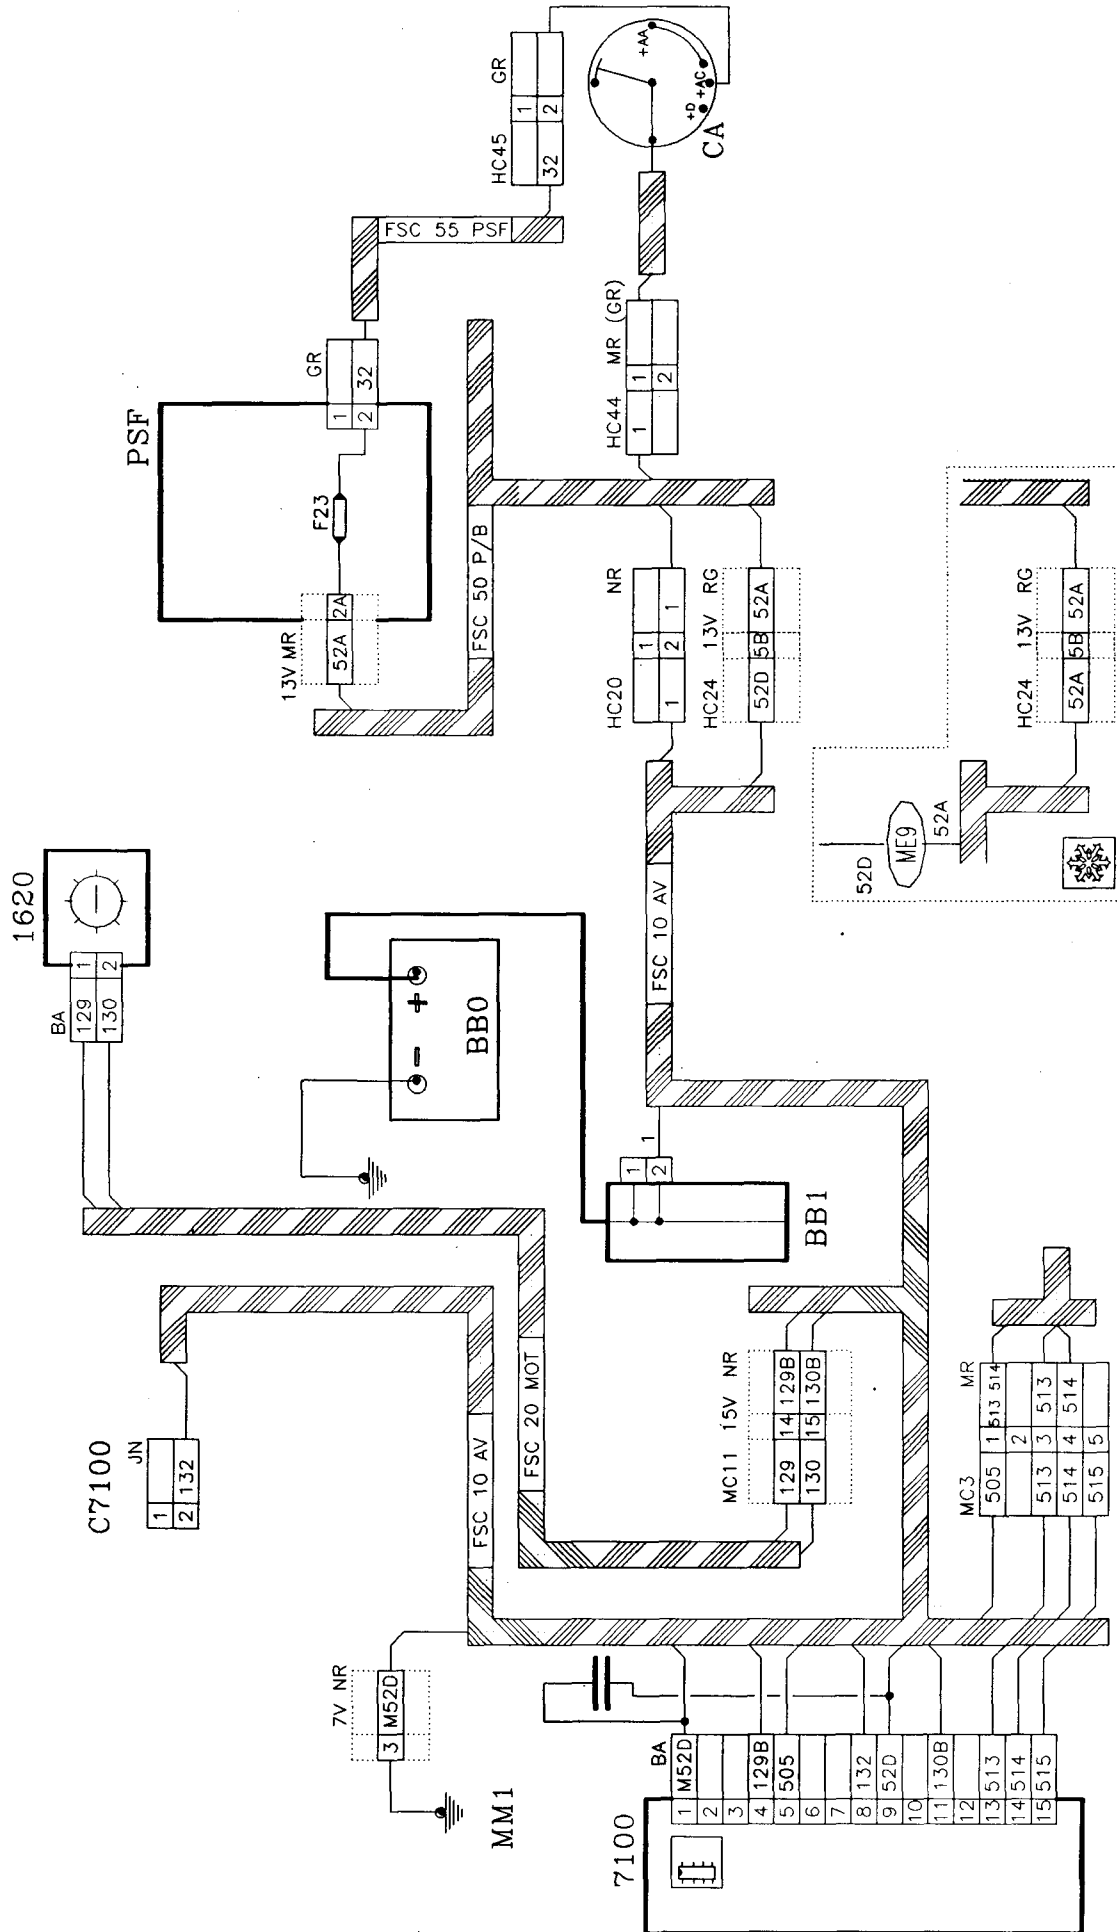 1620
BA
129 1
130 2
PSF
GR
1
2 32
F23
13V MR
52A 2A
FSC 55 PSF
HC45
GR
1
32 2
+AA
+AC
+D
CA
C7100
JN
1
2 132
BB0
+
−
FSC 50 P/B
HC44
MR (GR)
1 1
2
7V NR
3 M52D
MM1
FSC 10 AV
FSC 20 MOT
BB1
1
2
1
FSC 10 AV
HC20
NR
1
1 2 1
HC24
13V RG
52D 5B 52A
MC11
15V NR
129 14 129B
130 15 130B
7100
BA
1 M52D
2
3
4 129B
5 505
6
7
8 132
9 52D
10
11 130B
12
13 513
14 514
15 515
MC3
MR
505 1 513 514
2
513 3 513
514 4 514
515 5
52D
ME9
52A
HC24
13V RG
52A 5B 52A